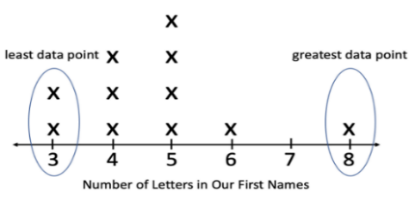 X
least data point X X greatest data point
X X X
X X X X X
3 4 5 6 7 8
Number of Letters in Our First Names